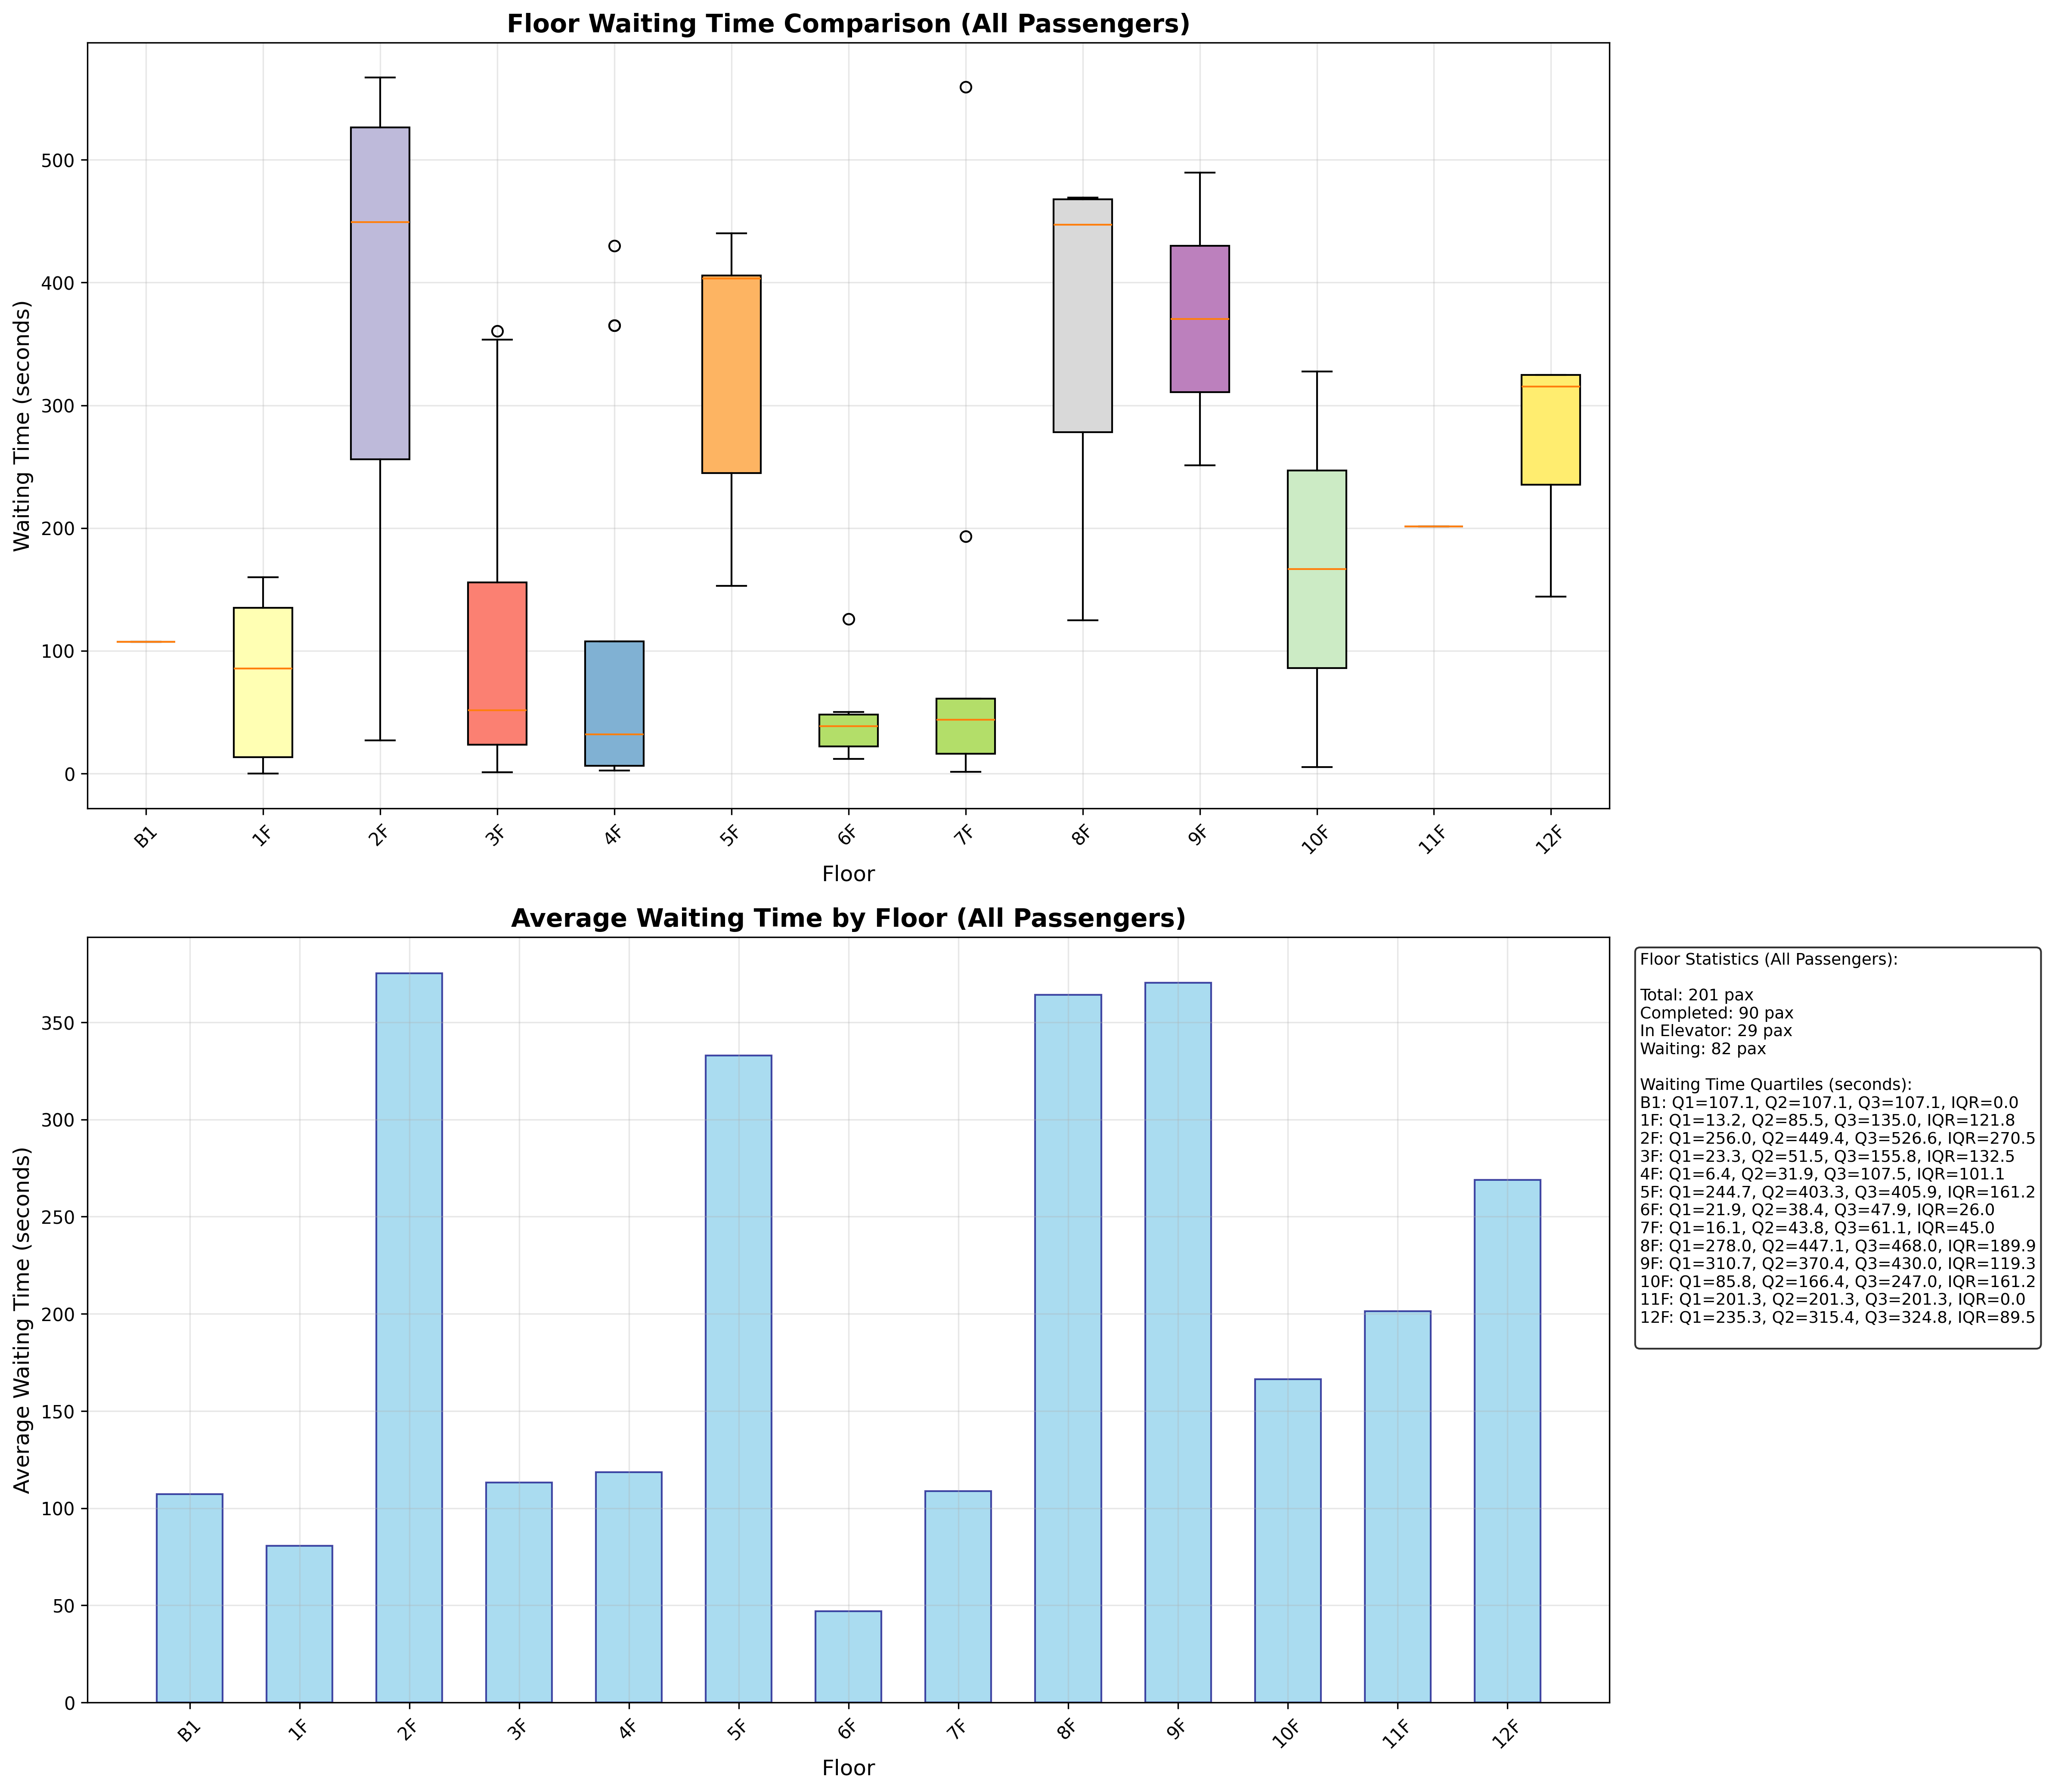 Floor Waiting Time Comparison (All Passengers)
Waiting Time (seconds)
500
400
300
200
100
0
B1
1F
2F
3F
4F
5F
6F
7F
8F
9F
10F
11F
12F
Floor
Average Waiting Time by Floor (All Passengers)
Average Waiting Time (seconds)
350
300
250
200
150
100
50
0
B1
1F
2F
3F
4F
5F
6F
7F
8F
9F
10F
11F
12F
Floor
Floor Statistics (All Passengers):
Total: 201 pax
Completed: 90 pax
In Elevator: 29 pax
Waiting: 82 pax
Waiting Time Quartiles (seconds):
B1: Q1=107.1, Q2=107.1, Q3=107.1, IQR=0.0
1F: Q1=13.2, Q2=85.5, Q3=135.0, IQR=121.8
2F: Q1=256.0, Q2=449.4, Q3=526.6, IQR=270.5
3F: Q1=23.3, Q2=51.5, Q3=155.8, IQR=132.5
4F: Q1=6.4, Q2=31.9, Q3=107.5, IQR=101.1
5F: Q1=244.7, Q2=403.3, Q3=405.9, IQR=161.2
6F: Q1=21.9, Q2=38.4, Q3=47.9, IQR=26.0
7F: Q1=16.1, Q2=43.8, Q3=61.1, IQR=45.0
8F: Q1=278.0, Q2=447.1, Q3=468.0, IQR=189.9
9F: Q1=310.7, Q2=370.4, Q3=430.0, IQR=119.3
10F: Q1=85.8, Q2=166.4, Q3=247.0, IQR=161.2
11F: Q1=201.3, Q2=201.3, Q3=201.3, IQR=0.0
12F: Q1=235.3, Q2=315.4, Q3=324.8, IQR=89.5